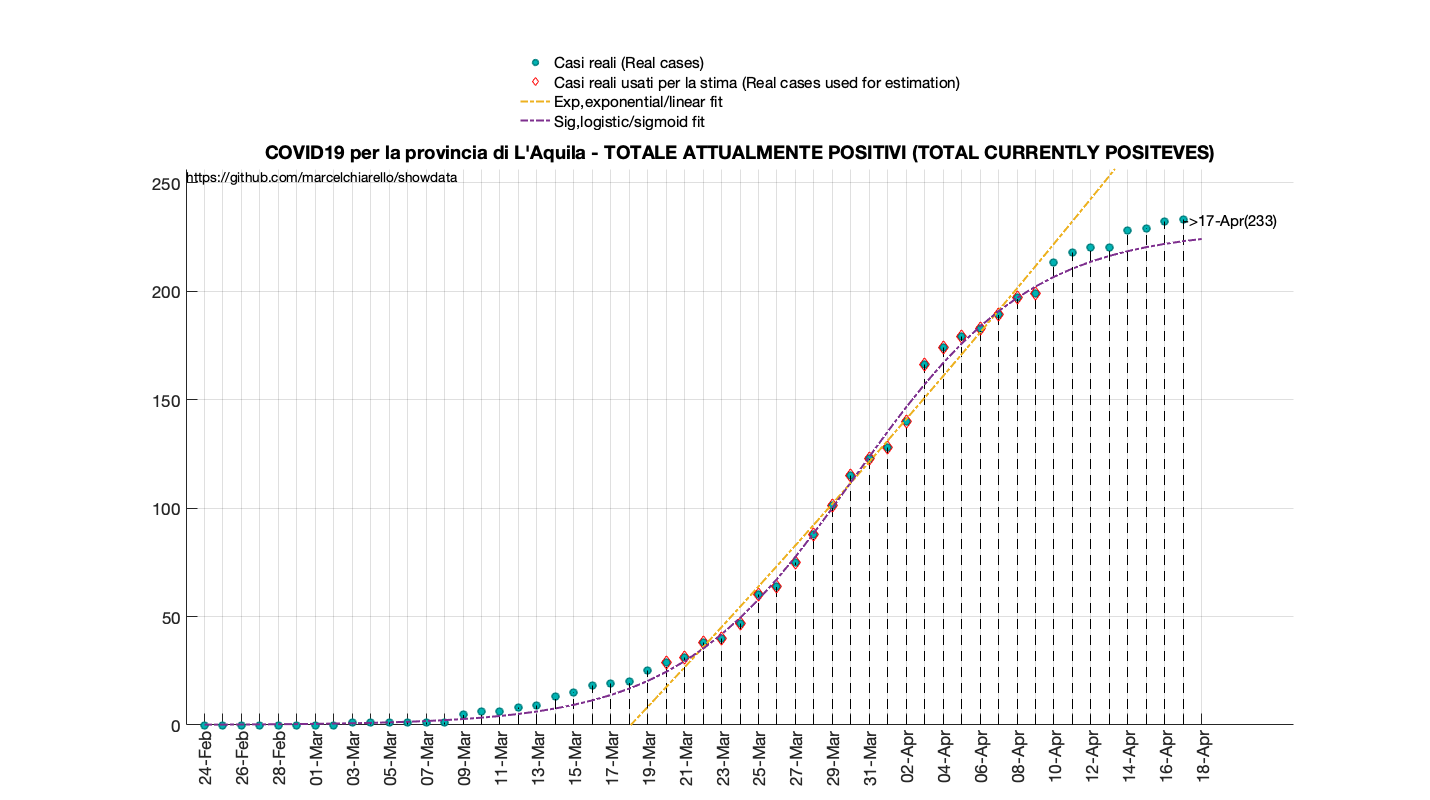 Casi reali (Real cases)
Casi reali usati per la stima (Real cases used for estimation)
Exp,exponential/linear fit
Sig,logistic/sigmoid fit
COVID19 per la provincia di L'Aquila - TOTALE ATTUALMENTE POSITIVI (TOTAL CURRENTLY POSITEVES)
https://github.com/marcelchiarello/showdata
250
->17-Apr(233)
200
150
100
50
0
24-Feb
26-Feb
28-Feb
01-Mar
03-Mar
05-Mar
07-Mar
09-Mar
11-Mar
13-Mar
15-Mar
17-Mar
19-Mar
21-Mar
23-Mar
25-Mar
27-Mar
29-Mar
31-Mar
02-Apr
04-Apr
06-Apr
08-Apr
10-Apr
12-Apr
14-Apr
16-Apr
18-Apr